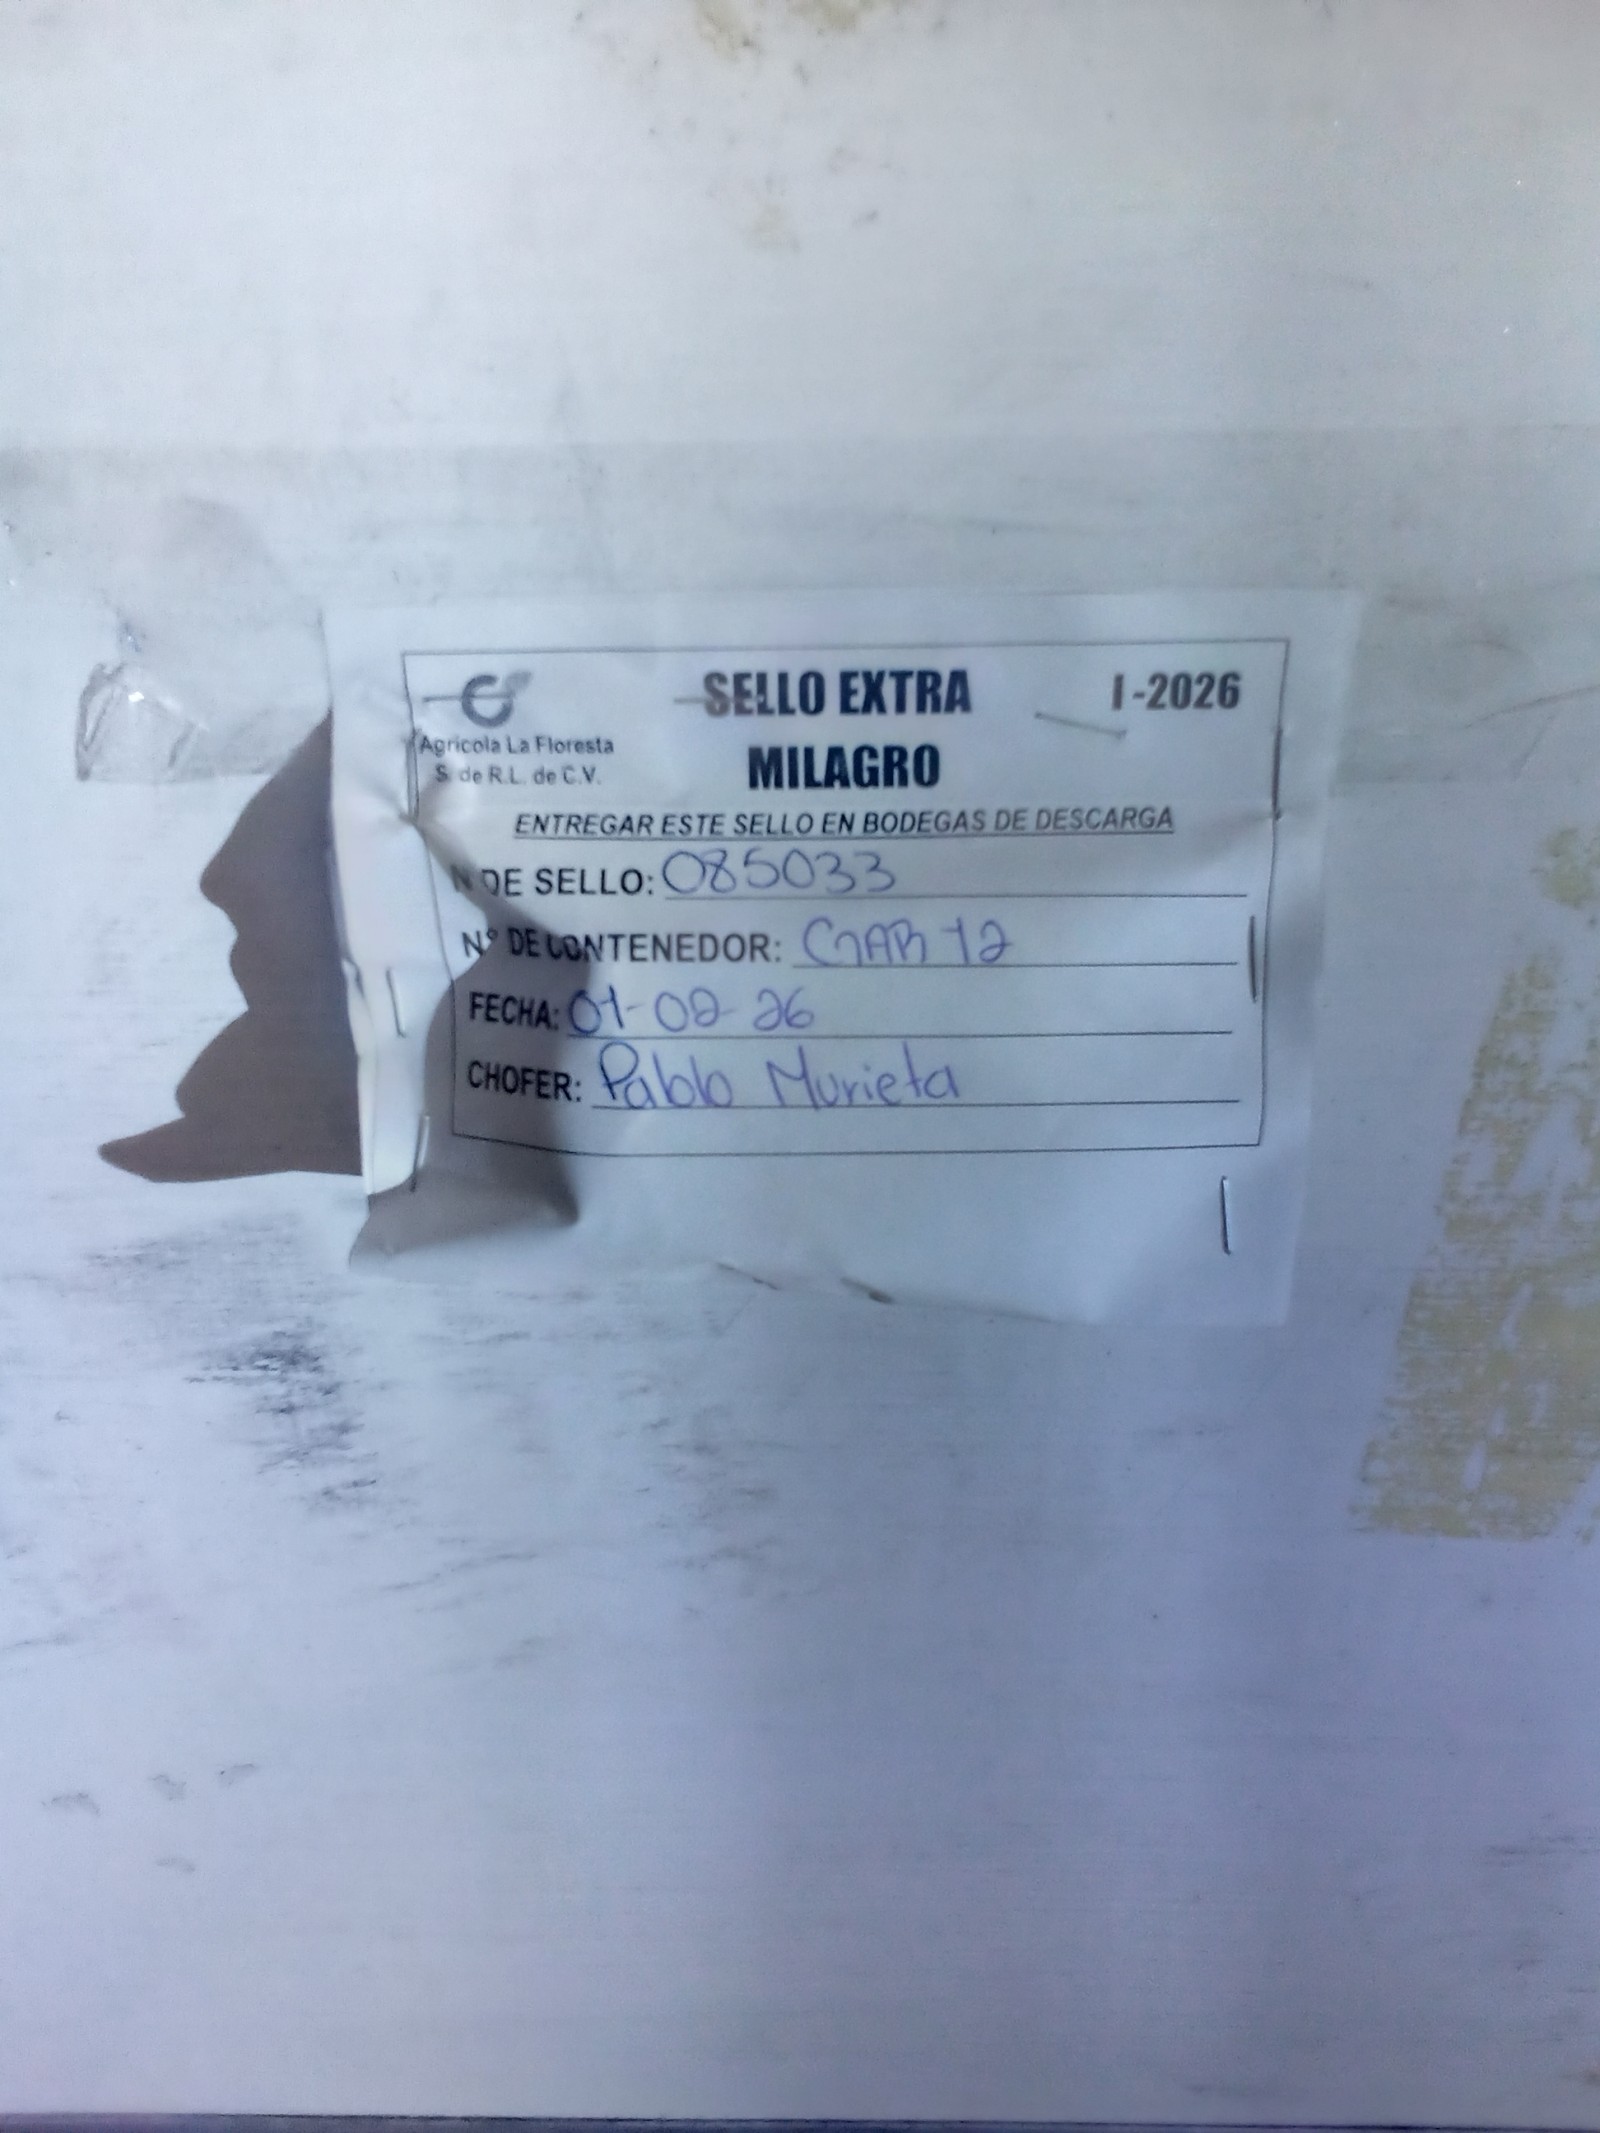 SELLO EXTRA I-2026
Agricola La Floresta
S. de R.L. de C.V.
MILAGRO
ENTREGAR ESTE SELLO EN BODEGAS DE DESCARGA
N DE SELLO: 085033
N° DE CONTENEDOR: 12
FECHA: 01-02-26
CHOFER: Pablo Murieta